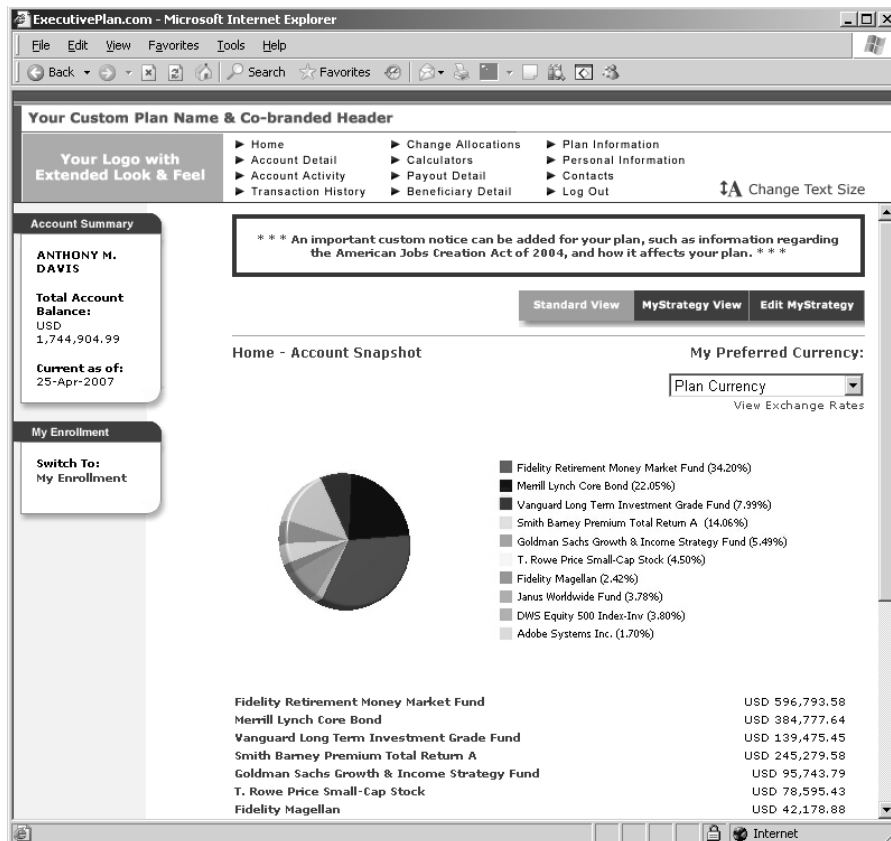 ExecutivePlan.com - Microsoft Internet Explorer
File Edit View Favorites Tools Help
Back Search Favorites
Your Custom Plan Name & Co-branded Header
Your Logo with
Extended Look & Feel
Home
Account Detail
Account Activity
Transaction History
Change Allocations
Calculators
Payout Detail
Beneficiary Detail
Plan Information
Personal Information
Contacts
Log Out
A Change Text Size
Account Summary
ANTHONY M.
DAVIS
Total Account
Balance:
USD
1,744,904.99
Current as of:
25-Apr-2007
My Enrollment
Switch To:
My Enrollment
* * * An important custom notice can be added for your plan, such as information regarding
the American Jobs Creation Act of 2004, and how it affects your plan. * * *
Standard View MyStrategy View Edit MyStrategy
Home - Account Snapshot
My Preferred Currency:
Plan Currency
View Exchange Rates
Fidelity Retirement Money Market Fund (34.20%)
Merrill Lynch Core Bond (22.05%)
Vanguard Long Term Investment Grade Fund (7.99%)
Smith Barney Premium Total Return A (14.06%)
Goldman Sachs Growth & Income Strategy Fund (5.49%)
T. Rowe Price Small-Cap Stock (4.50%)
Fidelity Magellan (2.42%)
Janus Worldwide Fund (3.78%)
DWS Equity 500 Index-Inv (3.80%)
Adobe Systems Inc. (1.70%)
Fidelity Retirement Money Market Fund USD 596,793.58
Merrill Lynch Core Bond USD 384,777.64
Vanguard Long Term Investment Grade Fund USD 139,475.45
Smith Barney Premium Total Return A USD 245,279.58
Goldman Sachs Growth & Income Strategy Fund USD 95,743.79
T. Rowe Price Small-Cap Stock USD 78,595.43
Fidelity Magellan USD 42,178.88
Internet